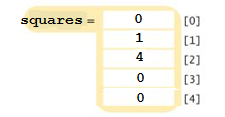 squares = 0 [0]
1 [1]
4 [2]
0 [3]
0 [4]